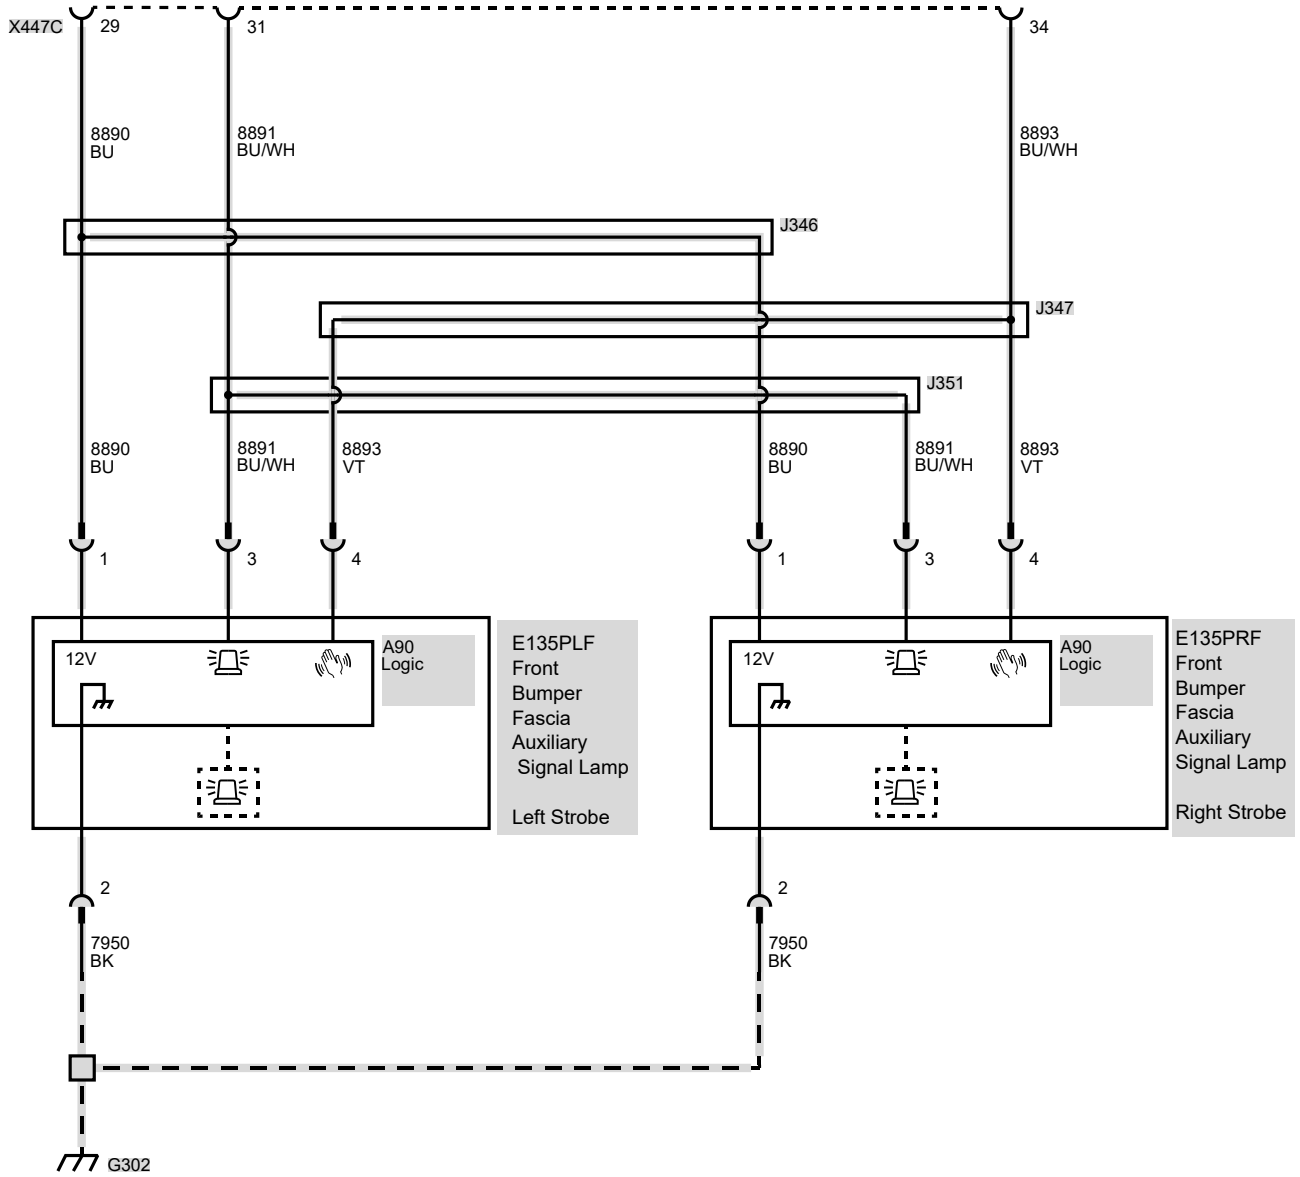 X447C 29 31 34
8890 8891 8893
BU BU/WH BU/WH
J346
J347
J351
8890 8891 8893 8890 8891 8893
BU BU/WH VT BU BU/WH VT
1 3 4 1 3 4
12V
A90
Logic
E135PLF
Front
Bumper
Fascia
Auxiliary
Signal Lamp
Left Strobe
12V
A90
Logic
E135PRF
Front
Bumper
Fascia
Auxiliary
Signal Lamp
Right Strobe
2 2
7950 7950
BK BK
G302